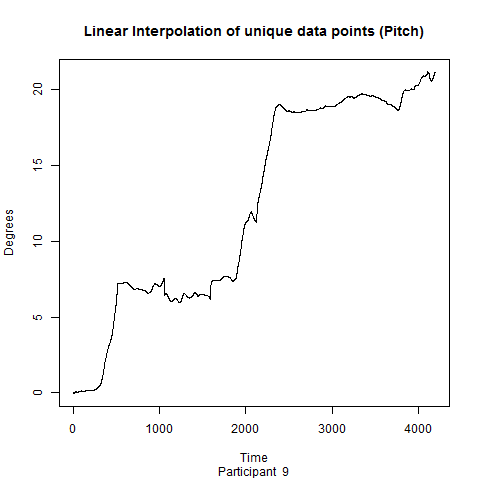 Linear Interpolation of unique data points (Pitch)
Degrees
20
15
10
5
0
0 1000 2000 3000 4000
Time
Participant 9